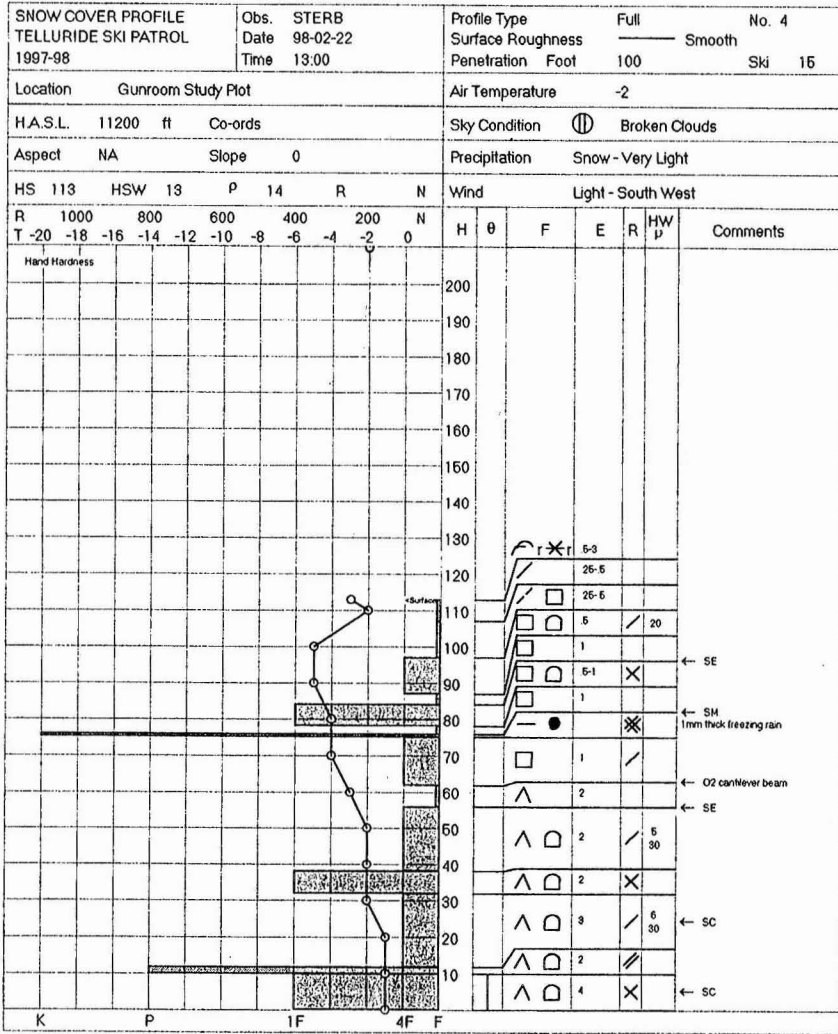 SNOW COVER PROFILE Obs. STERB
TELLURIDE SKI PATROL Date 98-02-22
1997-98 Time 13:00
Profile Type Full No. 4
Surface Roughness Smooth
Penetration Foot 100 Ski 15
Location Gunroom Study Plot
Air Temperature -2
H.A.S.L. 11200 ft Co-ords
Sky Condition Broken Clouds
Aspect NA Slope 0
Precipitation Snow - Very Light
HS 113 HSW 13 ρ 14 R N
Wind Light - South West
R 1000 800 600 400 200 N
T -20 -18 -16 -14 -12 -10 -8 -6 -4 -2 0
H θ F E R HW ρ Comments
Hand Hardness
200
190
180
170
160
150
140
130
r r .5-3
120
25-.5
<Surface
25-5
110
.5 20
100
1
← SE
90
5-1
1
← SM
80
1mm thick freezing rain
70
1
← O2 cantilever beam
60
2
← SE
50
2 5
30
40
2
30
3 6
30
← SC
20
2
10
4
← SC
K P 1F 4F F